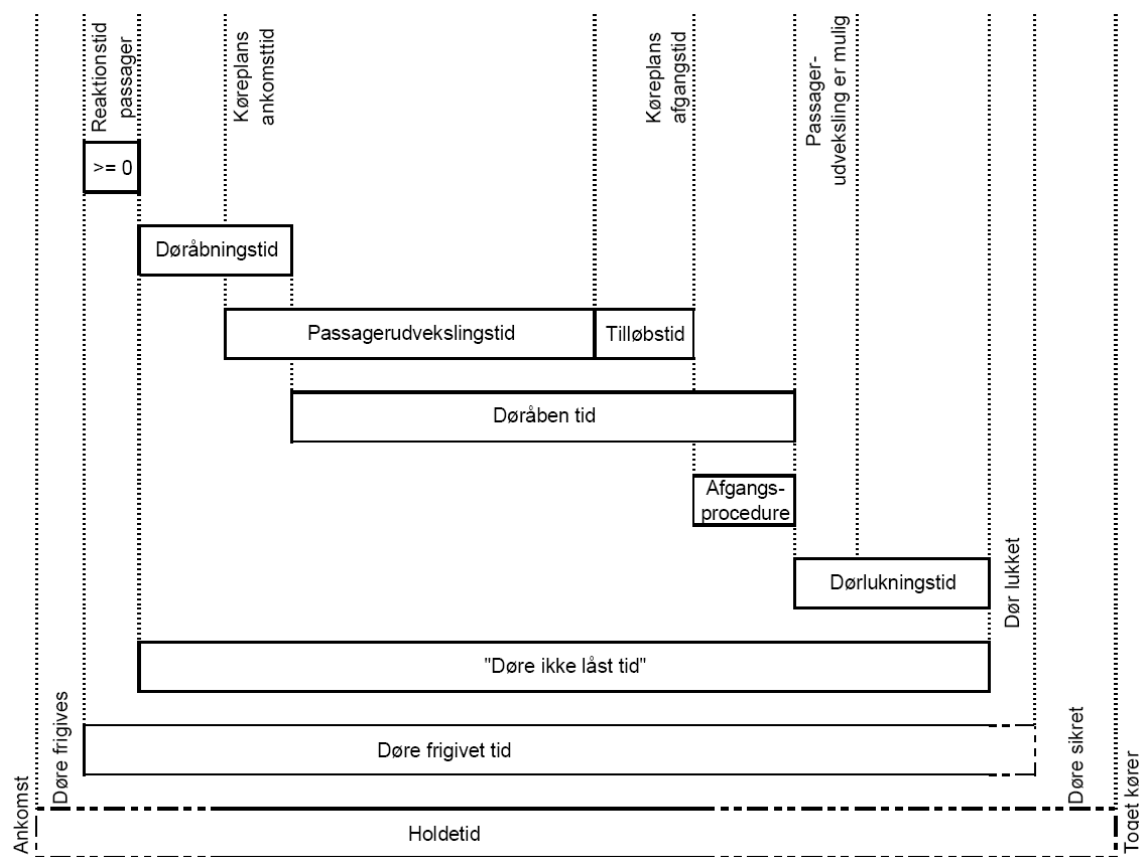 Reaktionstid
passager
Køreplans
ankomsttid
Køreplans
afgangstid
Passager-
udveksling er mulig
>= 0
Døråbningstid
Passagerudvekslingstid
Tilløbstid
Døråben tid
Afgangs-
procedure
Dørlukningstid
Dør lukket
"Døre ikke låst tid"
Døre frigives
Døre frigivet tid
Døre sikret
Ankomst
Holdetid
Toget kører